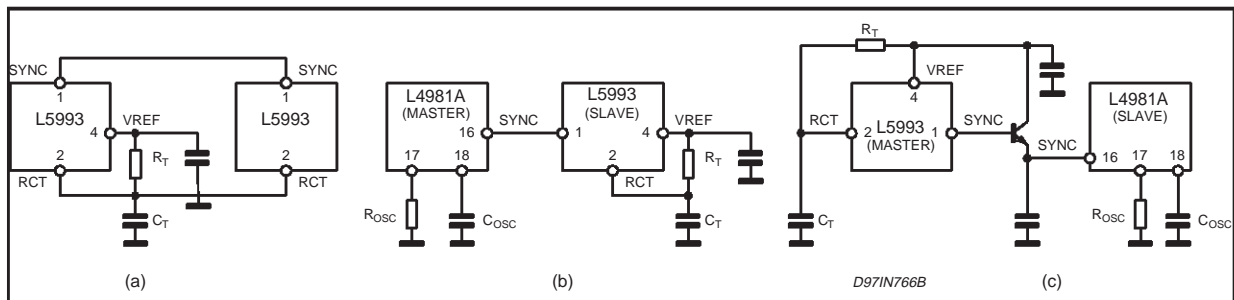 SYNC
SYNC
1
1
L5993
L5993
4
VREF
2
2
RT
RCT
RCT
CT
(a)
L4981A
(MASTER)
16
SYNC
17
18
ROSC
COSC
L5993
(SLAVE)
1
4
VREF
2
RCT
RT
CT
(b)
RT
VREF
4
RCT
2
L5993
(MASTER)
1
SYNC
SYNC
CT
L4981A
(SLAVE)
16
17
18
ROSC
COSC
D97IN766B
(c)